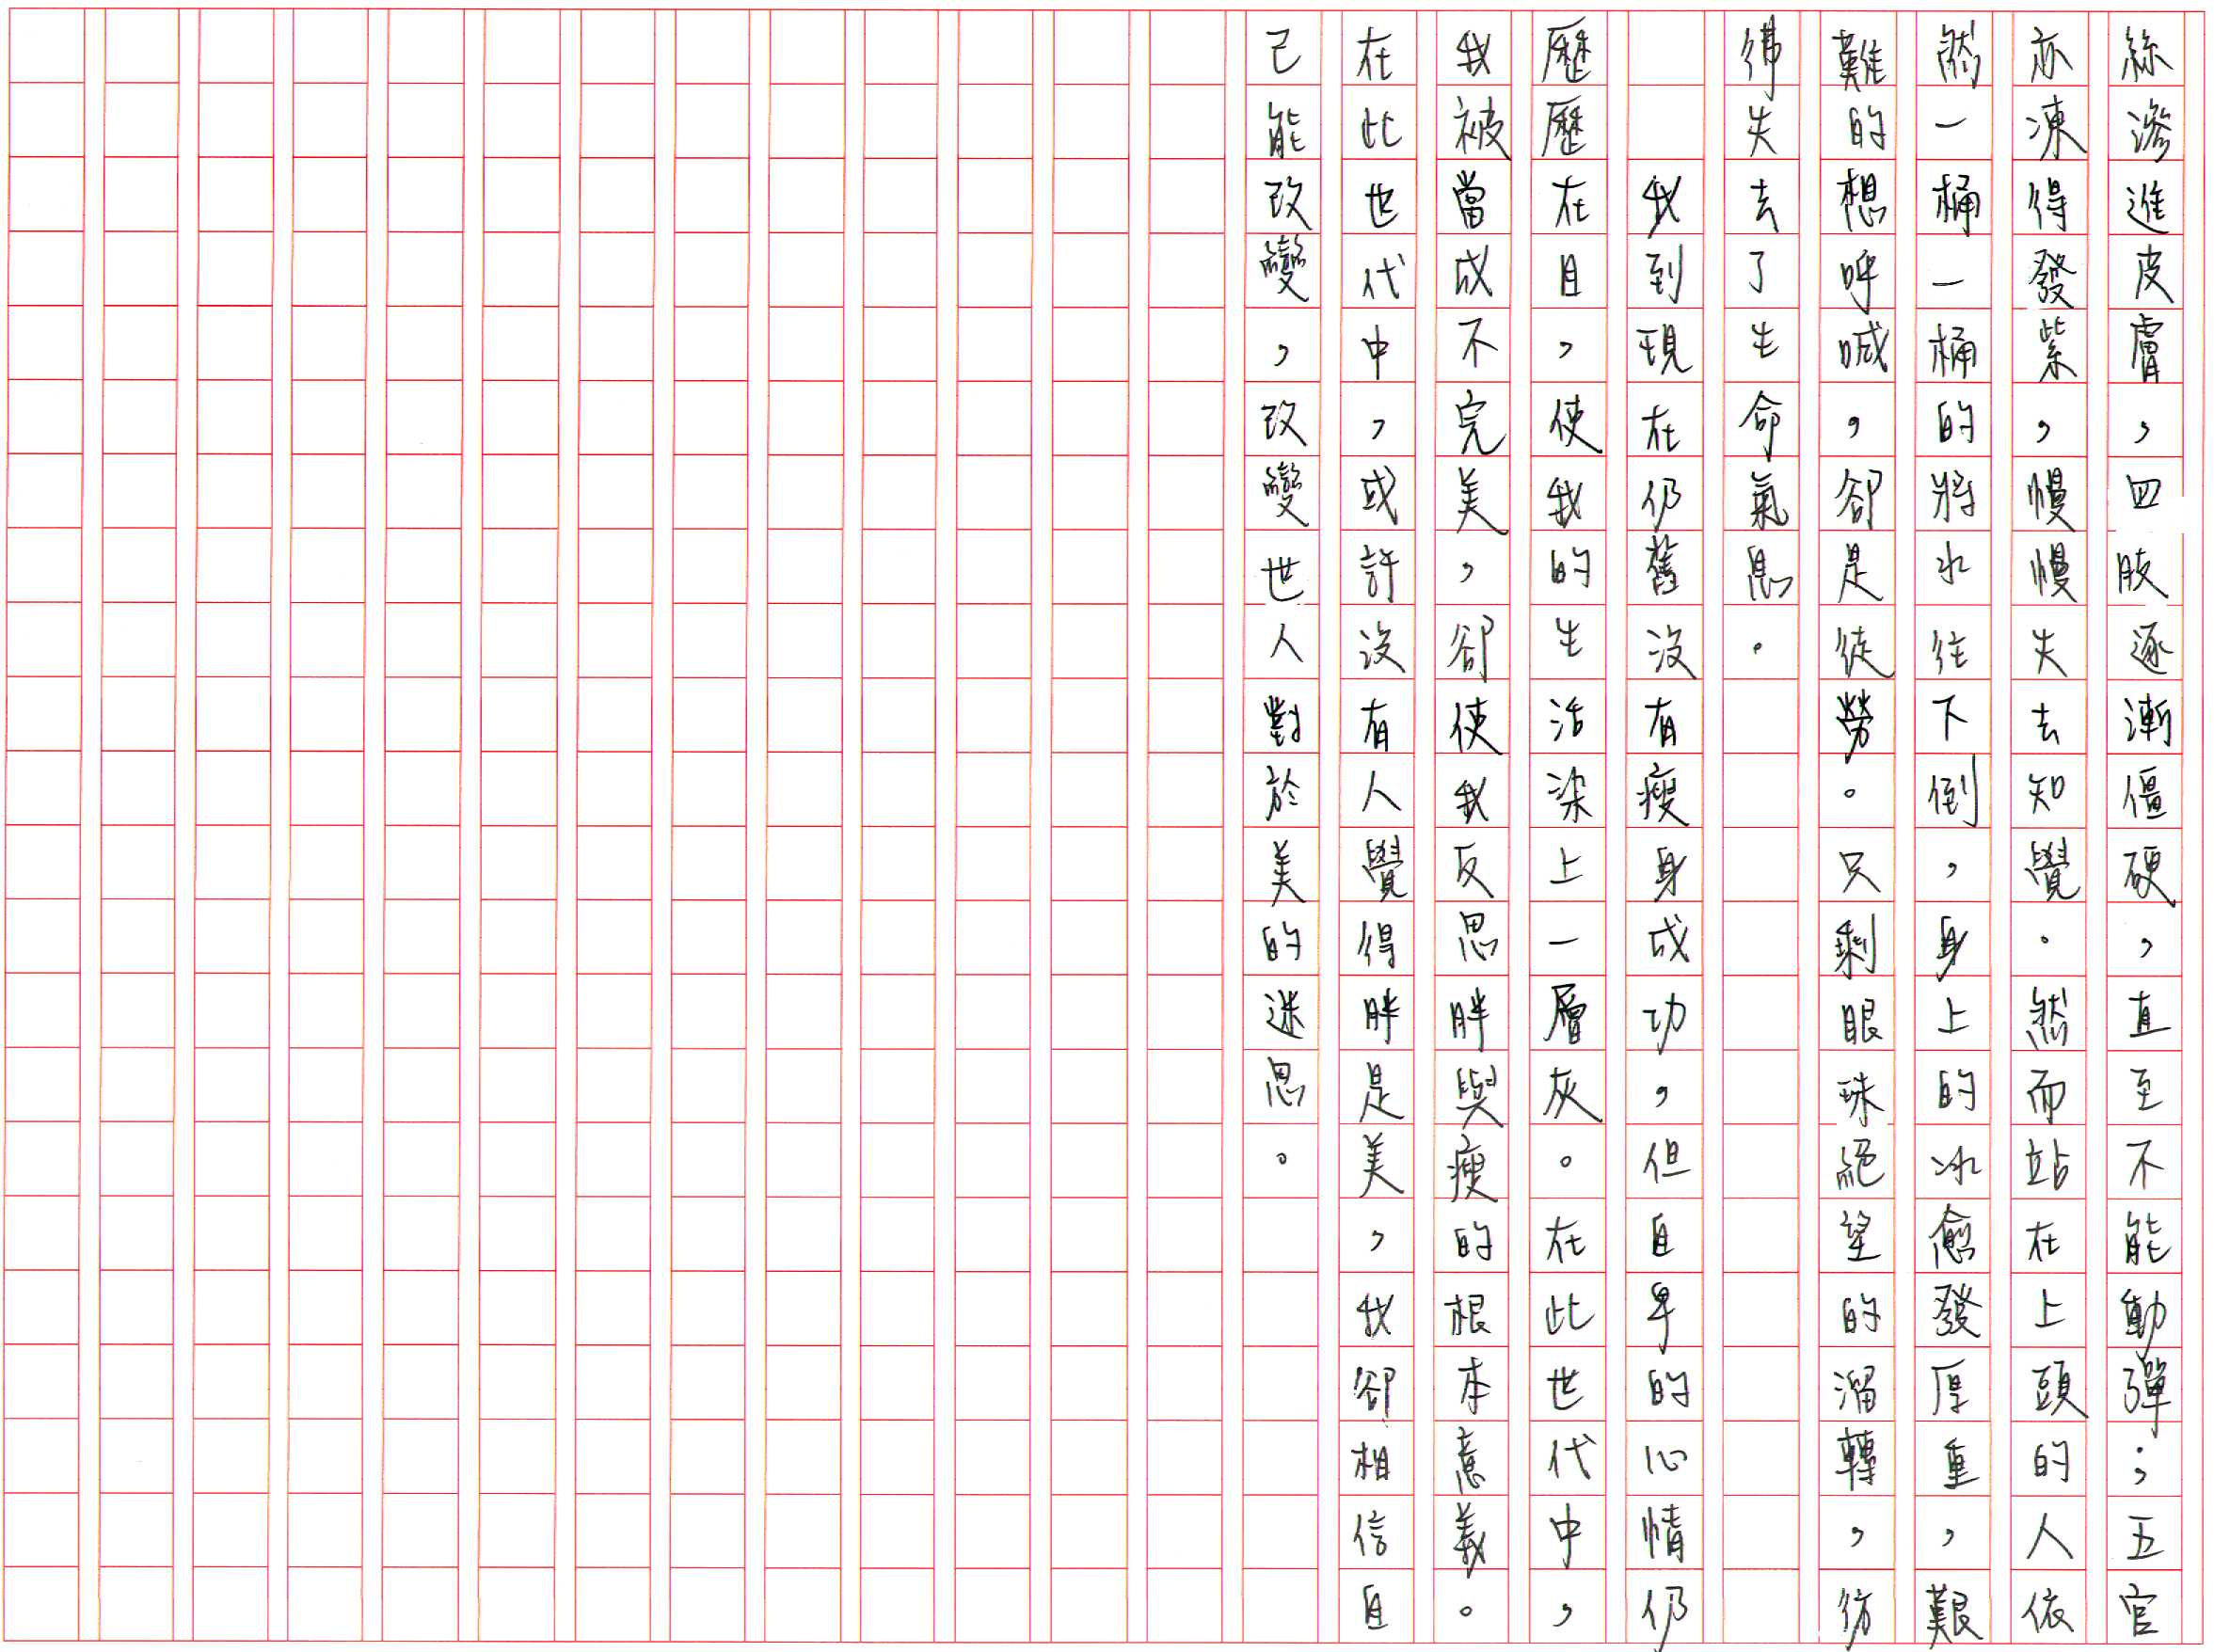 絲滲進皮膚，四肢逐漸僵硬，直至不能動彈；五官
亦凍得發紫，慢慢失去知覺。然而站在上頭的人依
然一桶一桶的將水往下倒，身上的冰愈發厚重，艱
難的想呼喊，卻是徒勞。只剩眼珠絕望的溜轉，彷
彿失去了生命氣息。
我到現在仍舊沒有瘦身成功，但自卑的心情仍
歷歷在目，使我的生活染上一層灰。在此世代中，
我被當成不完美，卻使我反思胖與瘦的根本意義。
在此世代中，或許沒有人覺得胖是美，我卻相信自
己能改變，改變世人對於美的迷思。